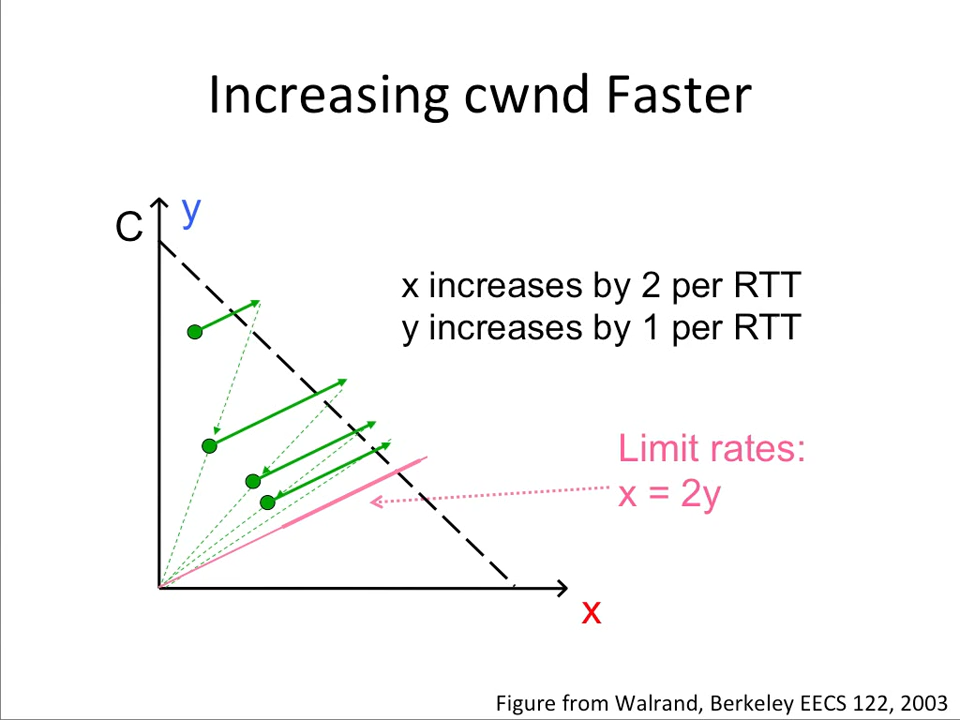 Increasing cwnd Faster
C
y
x increases by 2 per RTT
y increases by 1 per RTT
Limit rates:
x = 2y
x
Figure from Walrand, Berkeley EECS 122, 2003